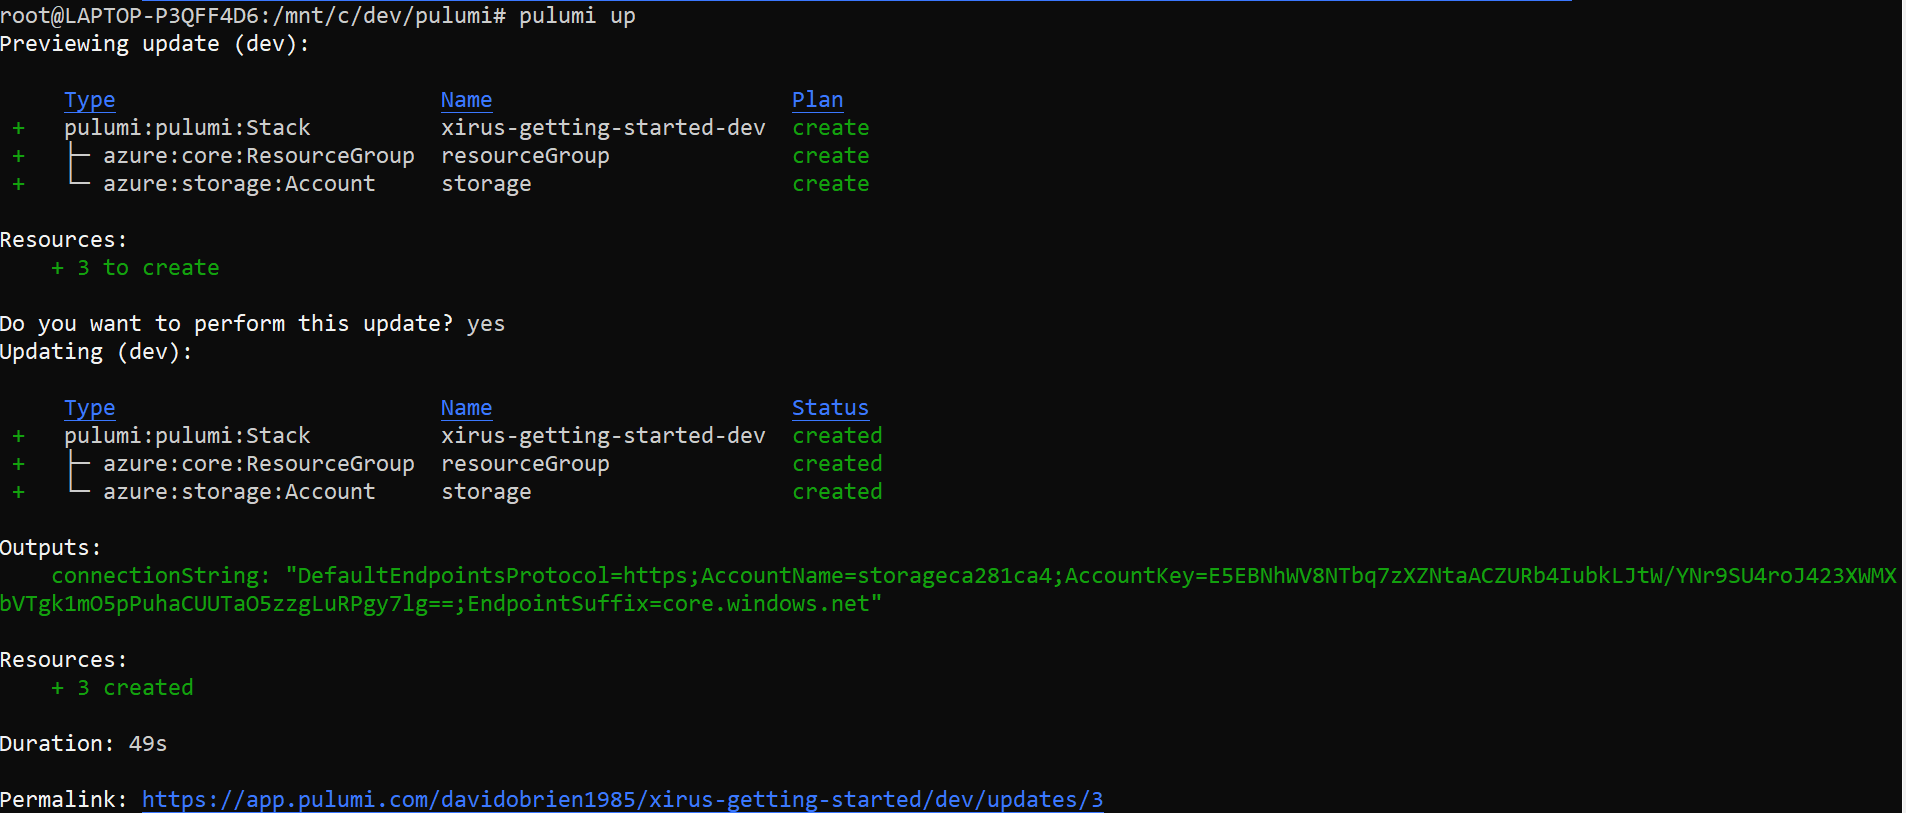 root@LAPTOP-P3QFF4D6:/mnt/c/dev/pulumi# pulumi up
Previewing update (dev):
Type Name Plan
+ pulumi:pulumi:Stack xirus-getting-started-dev create
+ ├─ azure:core:ResourceGroup resourceGroup create
+ └─ azure:storage:Account storage create
Resources:
+ 3 to create
Do you want to perform this update? yes
Updating (dev):
Type Name Status
+ pulumi:pulumi:Stack xirus-getting-started-dev created
+ ├─ azure:core:ResourceGroup resourceGroup created
+ └─ azure:storage:Account storage created
Outputs:
connectionString: "DefaultEndpointsProtocol=https;AccountName=storageca281ca4;AccountKey=E5EBNhWV8NTbq7zXZNtaACZURb4IubkLJtW/YNr9SU4roJ423XWMX
bVTgk1mO5pPuhaCUUTaO5zzgLuRPgy7lg==;EndpointSuffix=core.windows.net"
Resources:
+ 3 created
Duration: 49s
Permalink: https://app.pulumi.com/davidobrien1985/xirus-getting-started/dev/updates/3